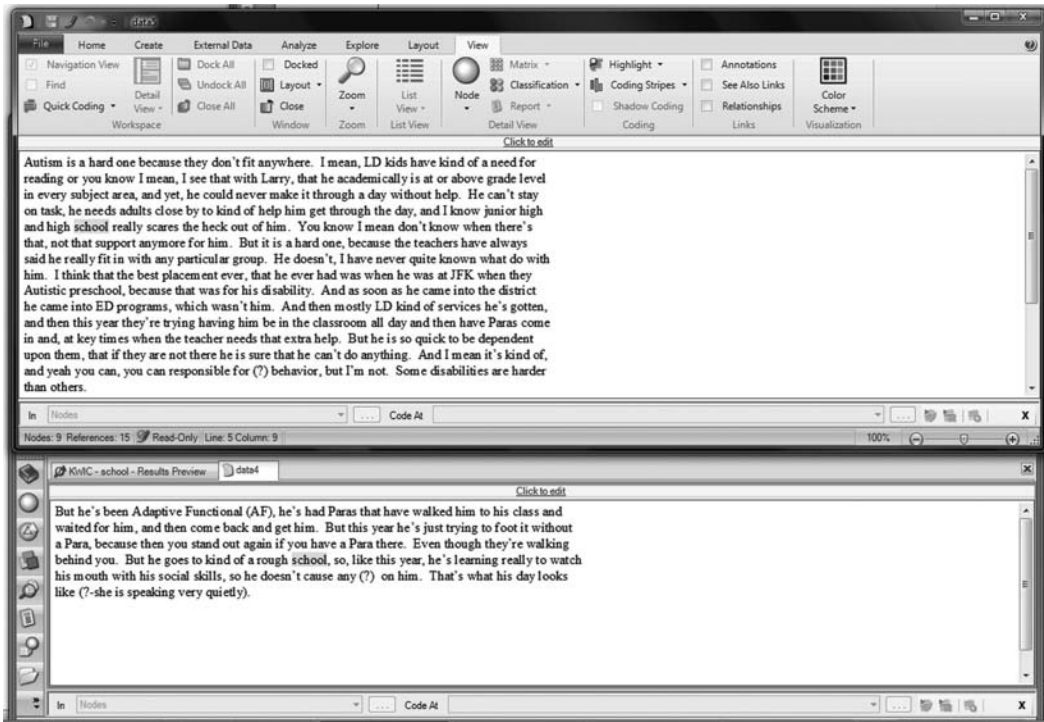 data5
File Home Create External Data Analyze Explore Layout View
Navigation View
Find
Quick Coding
Detail View
Workspace
Dock All
Undock All
Close All
Docked
Layout
Close
Window
Zoom
Zoom
List View
List View
Node
Matrix
Classification
Report
Detail View
Highlight
Coding Stripes
Shadow Coding
Coding
Annotations
See Also Links
Relationships
Links
Color Scheme
Visualization
Click to edit
Autism is a hard one because they don't fit anywhere. I mean, LD kids have kind of a need for
reading or you know I mean, I see that with Larry, that he academically is at or above grade level
in every subject area, and yet, he could never make it through a day without help. He can't stay
on task, he needs adults close by to kind of help him get through the day, and I know junior high
and high school really scares the heck out of him. You know I mean don't know when there's
that, not that support anymore for him. But it is a hard one, because the teachers have always
said he really fit in with any particular group. He doesn't, I have never quite known what do with
him. I think that the best placement ever, that he ever had was when he was at JFK when they
Autistic preschool, because that was for his disability. And as soon as he came into the district
he came into ED programs, which wasn't him. And then mostly LD kind of services he's gotten,
and then this year they're trying having him be in the classroom all day and then have Paras come
in and, at key times when the teacher needs that extra help. But he is so quick to be dependent
upon them, that if they are not there he is sure that he can't do anything. And I mean it's kind of,
and yeah you can, you can responsible for (?) behavior, but I'm not. Some disabilities are harder
than others.
In Nodes ... Code At ... X
Nodes: 9 References: 15 Read-Only Line: 5 Column: 9 100%
KWIC - school - Results Preview data4
Click to edit
But he's been Adaptive Functional (AF), he's had Paras that have walked him to his class and
waited for him, and then come back and get him. But this year he's just trying to foot it without
a Para, because then you stand out again if you have a Para there. Even though they're walking
behind you. But he goes to kind of a rough school, so, like this year, he's learning really to watch
his mouth with his social skills, so he doesn't cause any (?) on him. That's what his day looks
like (?-she is speaking very quietly).
In Nodes ... Code At ... X